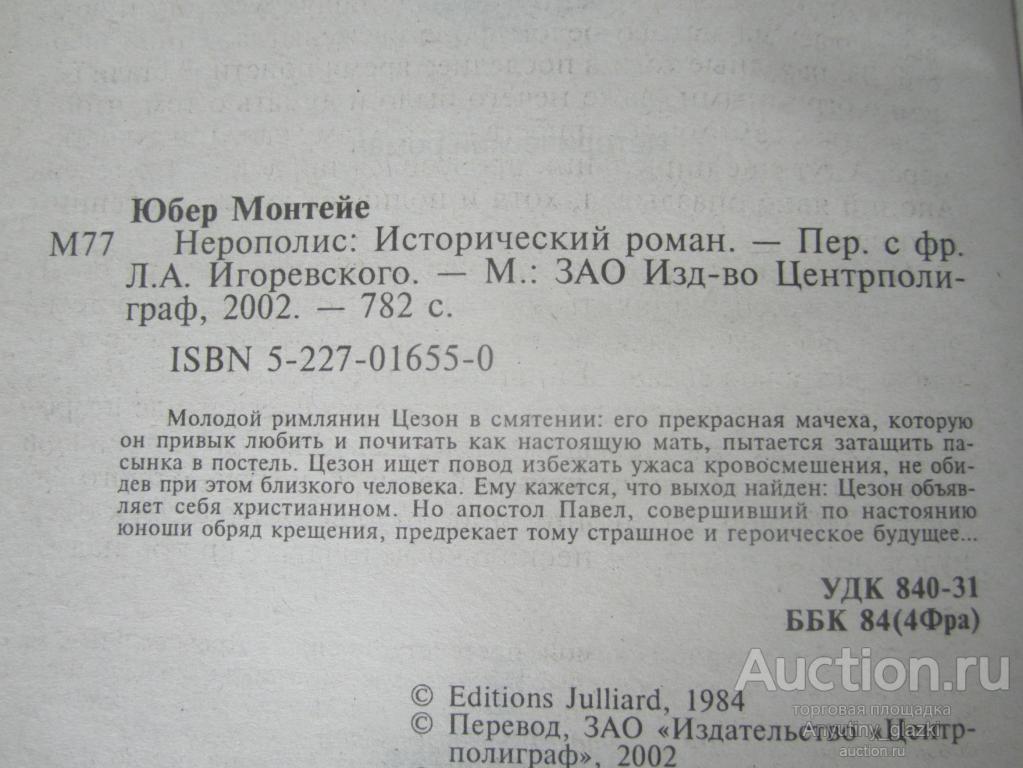 Юбер Монтейе
М77 Нерополис: Исторический роман. — Пер. с фр.
Л.А. Игоревского. — М.: ЗАО Изд-во Центрполи-
граф, 2002. — 782 с.
ISBN 5-227-01655-0
Молодой римлянин Цезон в смятении: его прекрасная мачеха, которую
он привык любить и почитать как настоящую мать, пытается затащить па-
сынка в постель. Цезон ищет повод избежать ужаса кровосмешения, не оби-
дев при этом близкого человека. Ему кажется, что выход найден: Цезон объяв-
ляет себя христианином. Но апостол Павел, совершивший по настоянию
юноши обряд крещения, предрекает тому страшное и героическое будущее...
УДК 840-31
ББК 84(4Фра)
© Editions Julliard, 1984
© Перевод, ЗАО «Издательство «Центр-
полиграф», 2002
Auction.ru
торговая площадка
Anyutiny_glazki
auction.ru